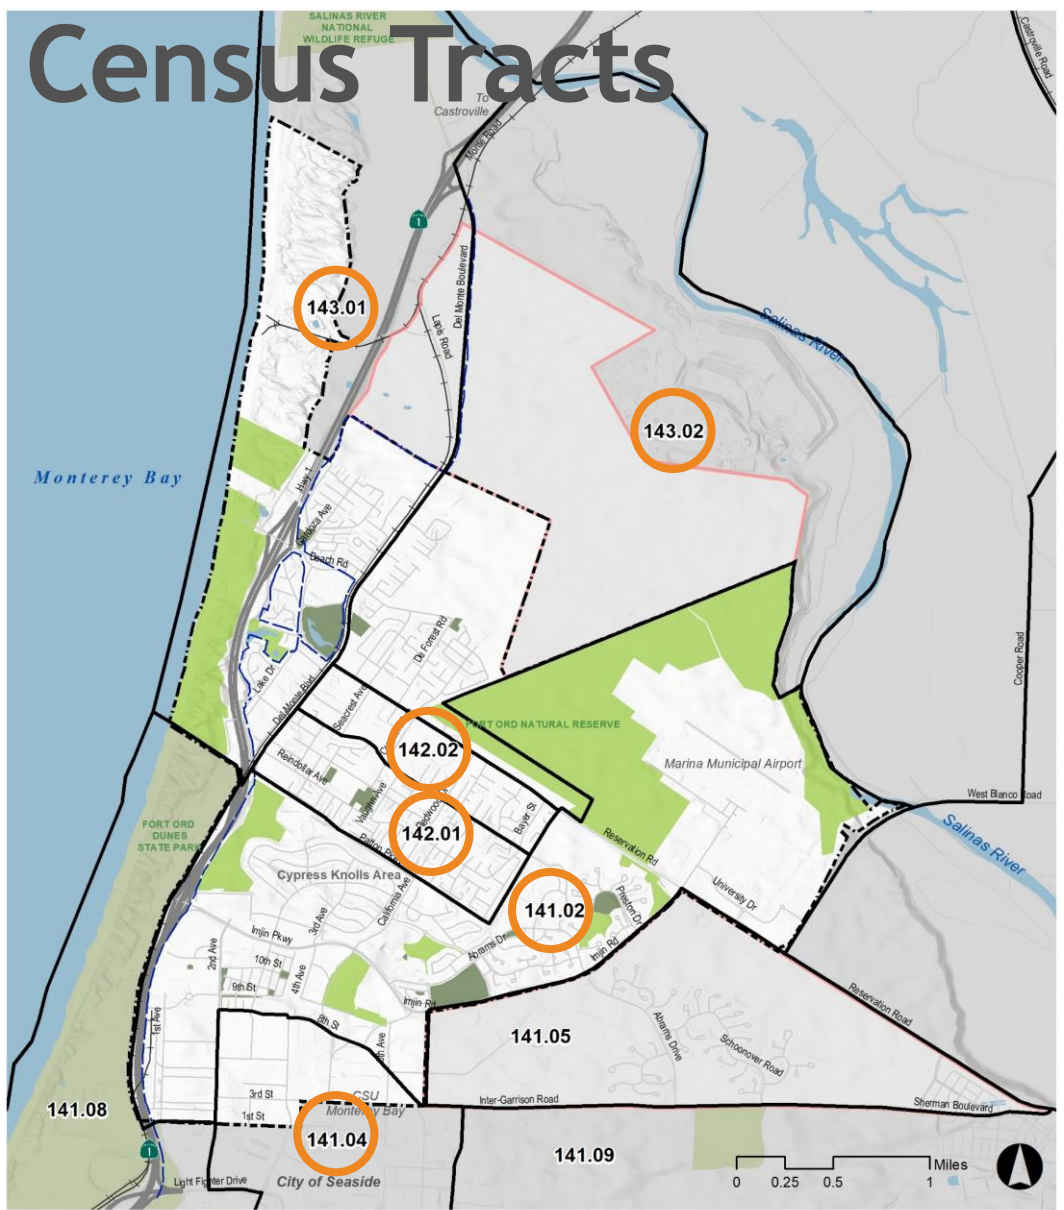 Census Tracts
SALINAS RIVER
NATIONAL
WILDLIFE REFUGE
To
Castroville
Castroville Road
Monte Road
1
143.01
Del Monte Boulevard
Lapis Road
Salinas River
143.02
Monterey Bay
Hwy 1
Cardoza Ave
Beach Rd
De Forest Rd
Cooper Road
Lake Dr
Del Monte Blvd
Seacrest Ave
142.02
FORT ORD NATURAL RESERVE
Marina Municipal Airport
Reindollar Ave
Vaughn Ave
Redwood
142.01
Bayer St
West Blanco Road
Salinas River
FORT ORD
DUNES
STATE PARK
Reservation Rd
Cypress Knolls Area
California Ave
141.02
Preston Dr
University Dr
3rd Ave
Imjin Pkwy
2nd Ave
10th St
Abrams Dr
Imjin Rd
9th St
4th Ave
Imjin Rd
8th St
1st Ave
141.05
Abrams Drive
Schoonover Road
Reservation Road
3rd St
CSU
Monterey Bay
Inter-Garrison Road
Sherman Boulevard
141.08
1st St
141.04
141.09
1
Light Fighter Drive
City of Seaside
Miles
0 0.25 0.5 1